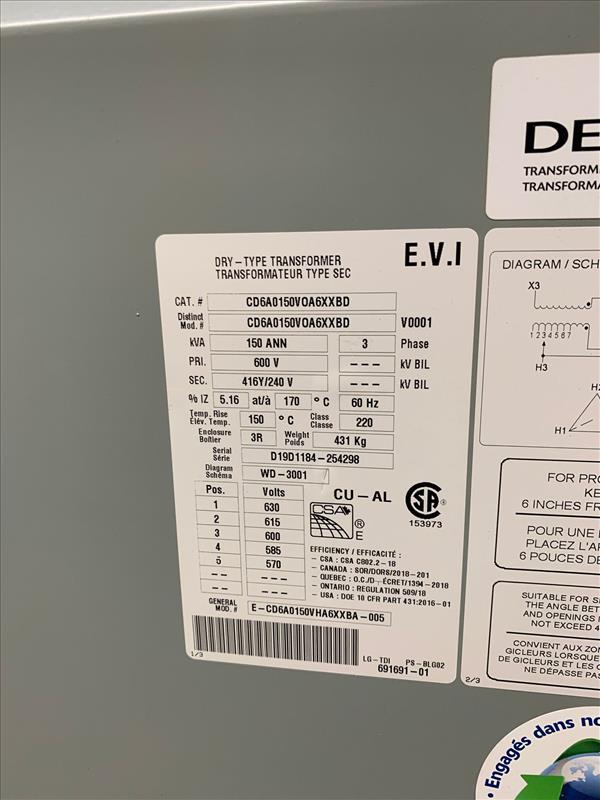 DE
TRANSFORM
TRANSFORMA
DRY-TYPE TRANSFORMER
TRANSFORMATEUR TYPE SEC
E.V.I
CAT. # CD6A0150VOA6XXBD
Distinct Mod. # CD6A0150VOA6XXBD V0001
kVA 150 ANN 3 Phase
PRI. 600 V --- kV BIL
SEC. 416Y/240 V --- kV BIL
% IZ 5.16 at/à 170 °C 60 Hz
Temp. Rise
Élév. Temp. 150 °C Class
Classe 220
Enclosure
Boîtier 3R Weight
Poids 431 Kg
Serial
Série D19D1184-254298
Diagram
Schéma WD-3001
Pos. Volts
1 630
2 615
3 600
4 585
5 570
-- ---
-- ---
CU-AL
CSA
® E
153973
EFFICIENCY / EFFICACITÉ :
- CSA : CSA C802.2-18
- CANADA : SOR/DORS/2018-201
- QUEBEC : O.C./D-ÉCRET/1394-2018
- ONTARIO : REGULATION 509/18
- USA : DOE 10 CFR PART 431:2016-01
GENERAL
MOD. # E-CD6A0150VHA6XXBA-005
1/3
LG-TDI PS-BLG02
691691-01
DIAGRAM / SCH
X3
1 2 3 4 5 6 7
H3
H2
H1
FOR PRO
KE
6 INCHES FR
POUR UNE
PLACEZ L'AP
6 POUCES DE
SUITABLE FOR S
THE ANGLE BET
AND OPENINGS I
NOT EXCEED 4
CONVIENT AUX ZON
GICLEURS LORSQUE
DE GICLEURS ET LES O
NE DÉPASSE PAS
2/3
Engagés dans no